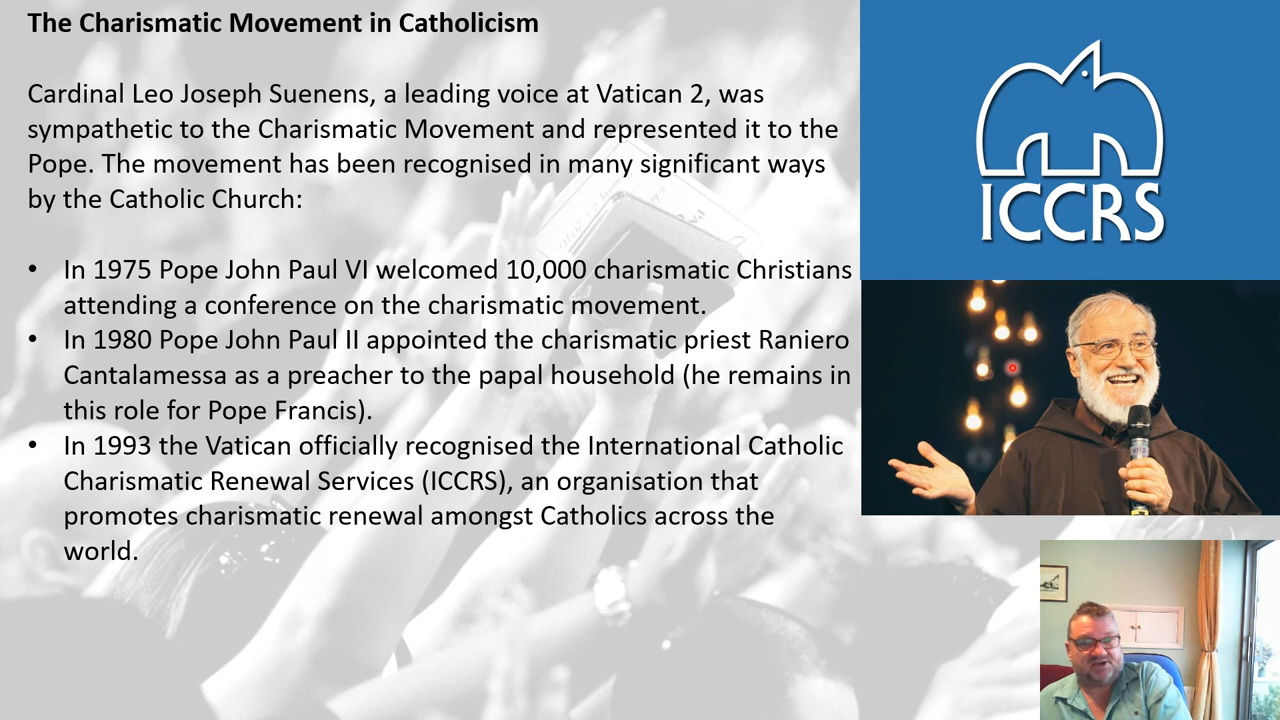 The Charismatic Movement in Catholicism
Cardinal Leo Joseph Suenens, a leading voice at Vatican 2, was
sympathetic to the Charismatic Movement and represented it to the
Pope. The movement has been recognised in many significant ways
by the Catholic Church:
• In 1975 Pope John Paul VI welcomed 10,000 charismatic Christians
attending a conference on the charismatic movement.
• In 1980 Pope John Paul II appointed the charismatic priest Raniero
Cantalamessa as a preacher to the papal household (he remains in
this role for Pope Francis).
• In 1993 the Vatican officially recognised the International Catholic
Charismatic Renewal Services (ICCRS), an organisation that
promotes charismatic renewal amongst Catholics across the
world.
ICCRS